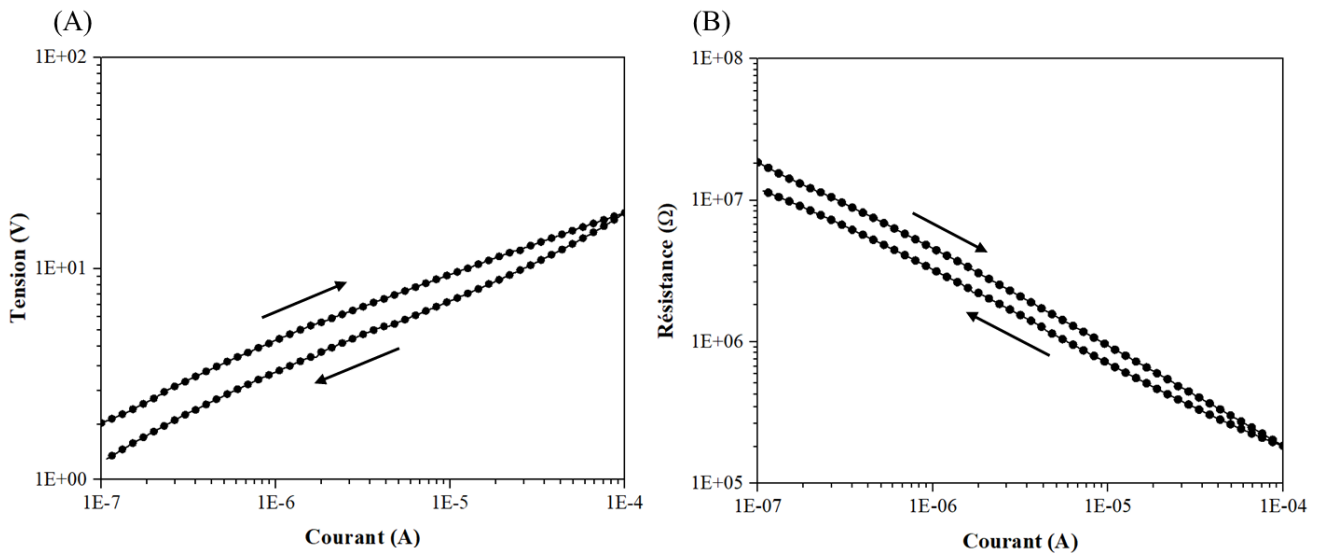 (A)
1E+02
1E+01
1E+00
Tension (V)
1E-7
1E-6
1E-5
1E-4
Courant (A)
(B)
1E+08
1E+07
1E+06
1E+05
Résistance (Ω)
1E-07
1E-06
1E-05
1E-04
Courant (A)